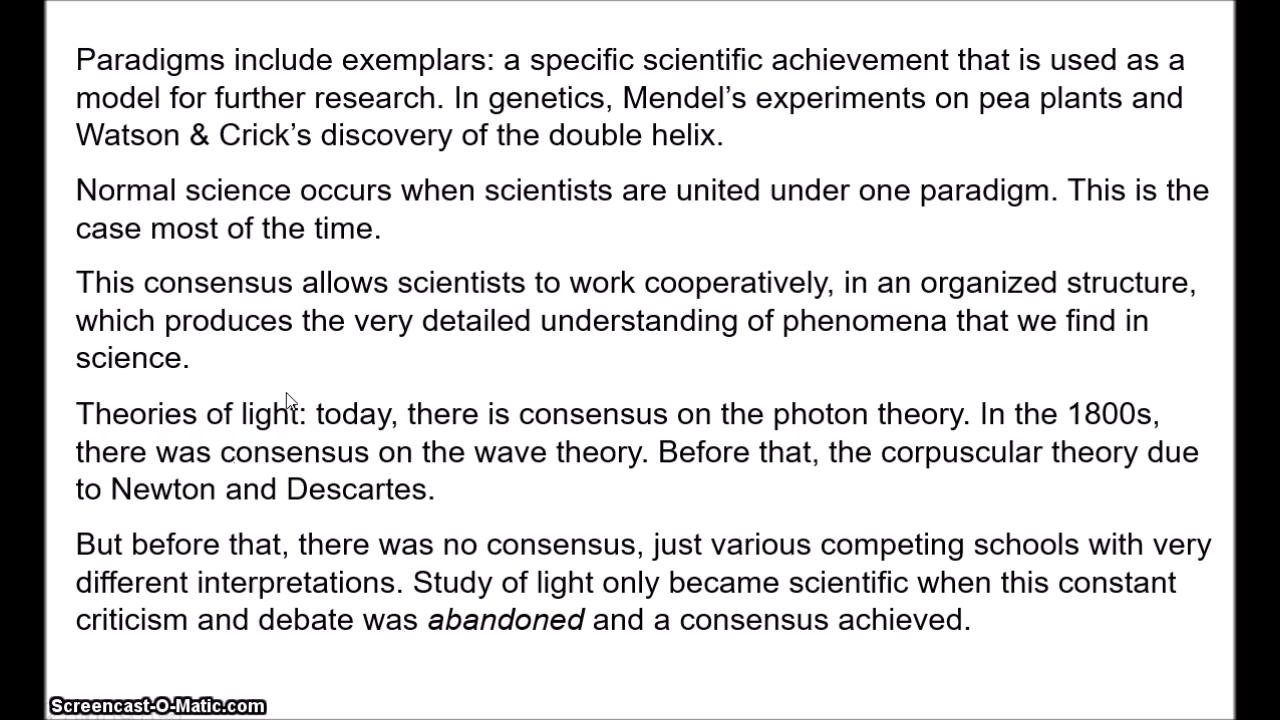 Paradigms include exemplars: a specific scientific achievement that is used as a
model for further research. In genetics, Mendel’s experiments on pea plants and
Watson & Crick’s discovery of the double helix.
Normal science occurs when scientists are united under one paradigm. This is the
case most of the time.
This consensus allows scientists to work cooperatively, in an organized structure,
which produces the very detailed understanding of phenomena that we find in
science.
Theories of light: today, there is consensus on the photon theory. In the 1800s,
there was consensus on the wave theory. Before that, the corpuscular theory due
to Newton and Descartes.
But before that, there was no consensus, just various competing schools with very
different interpretations. Study of light only became scientific when this constant
criticism and debate was abandoned and a consensus achieved.
Screencast-O-Matic.com